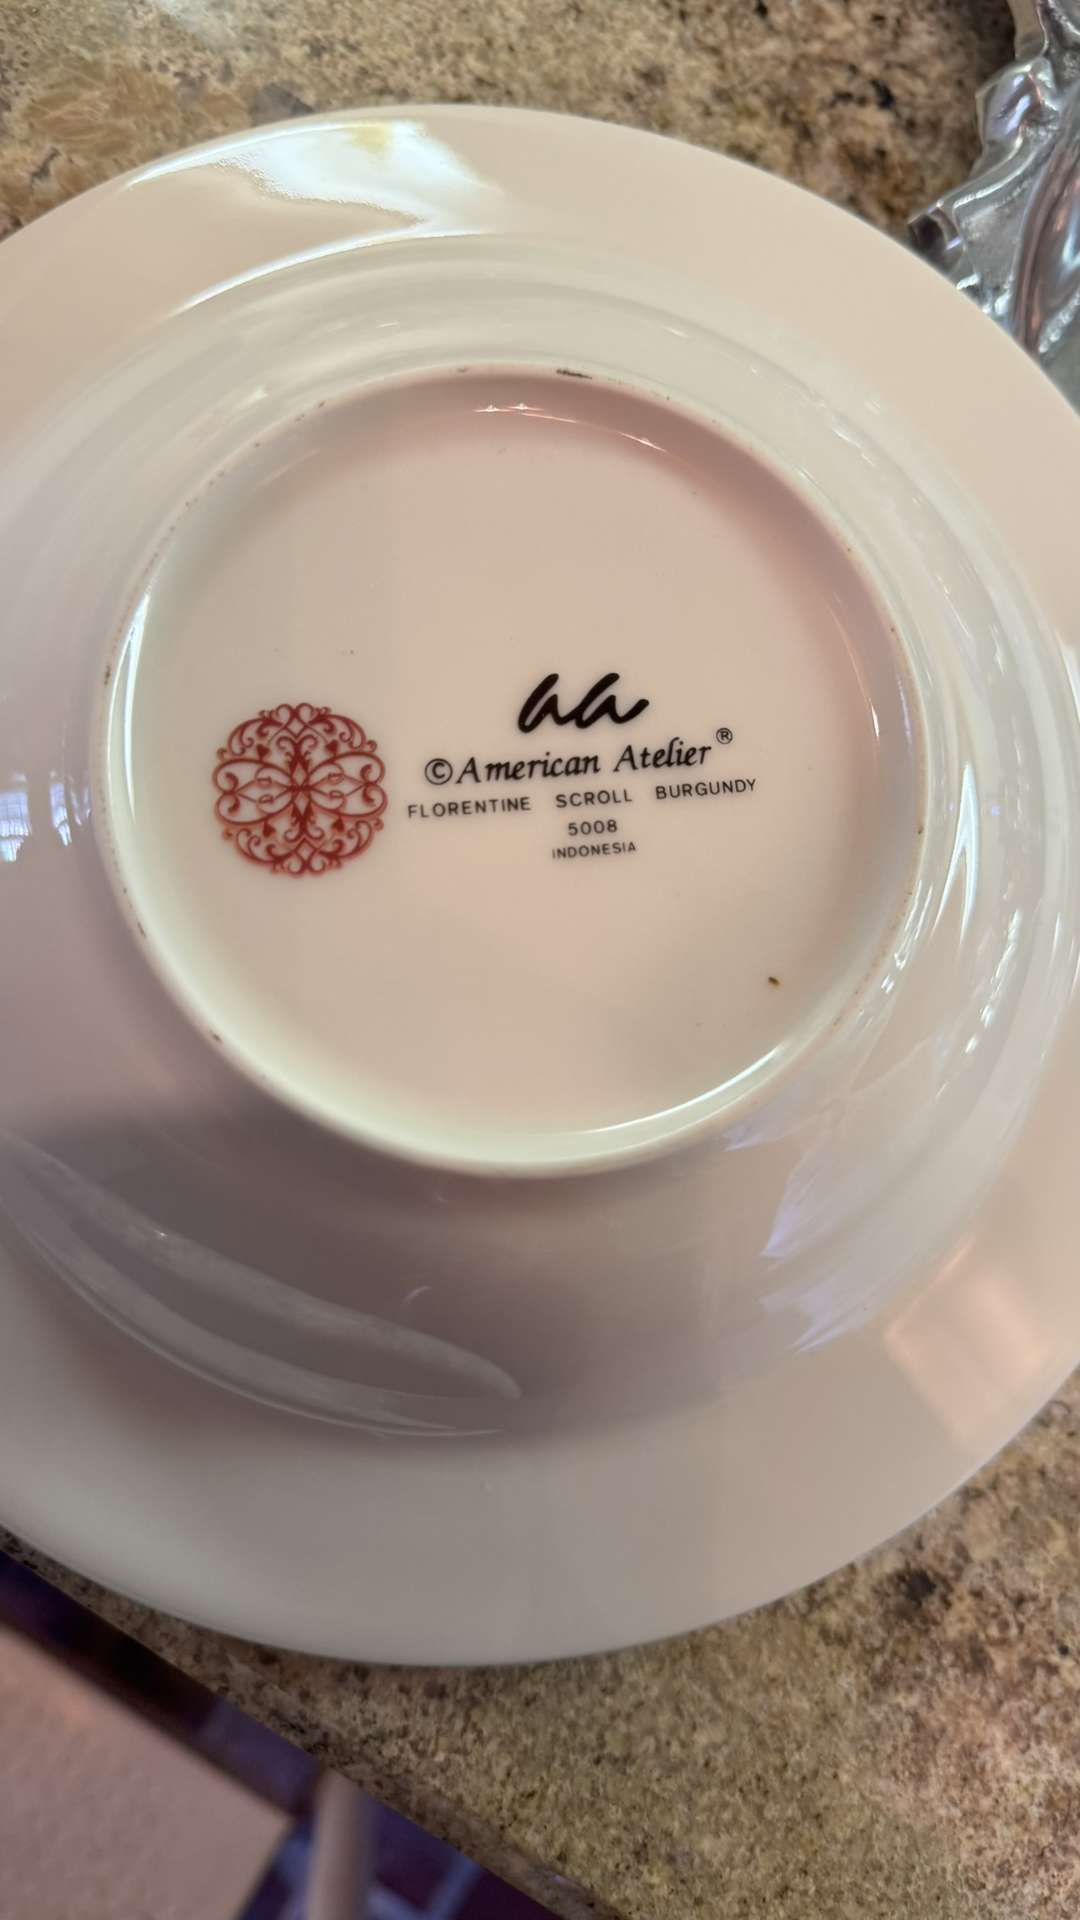 aa
©American Atelier®
FLORENTINE SCROLL BURGUNDY
5008
INDONESIA